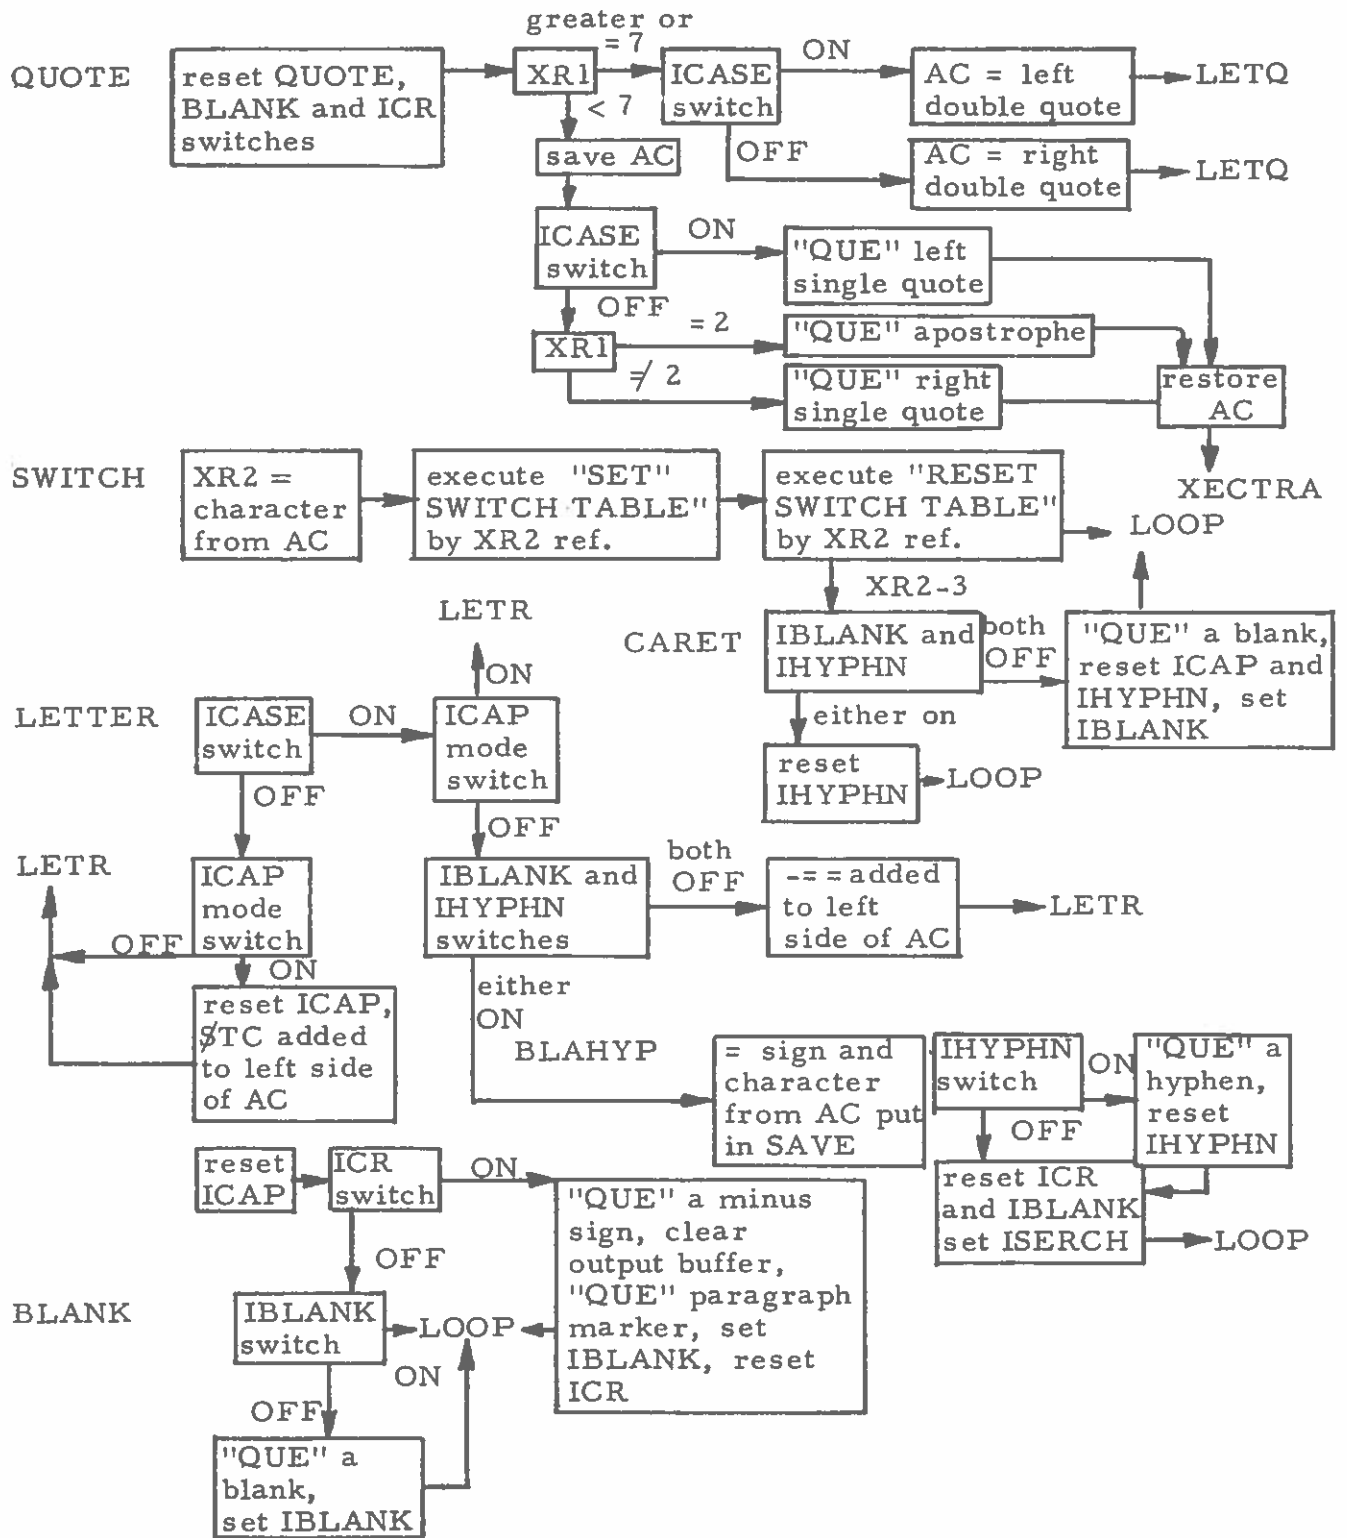 greater or
= 7
QUOTE
reset QUOTE,
BLANK and ICR
switches
XR1
ICASE
switch
ON
AC = left
double quote
LETQ
< 7
OFF
save AC
AC = right
double quote
LETQ
ICASE
switch
ON
"QUE" left
single quote
OFF
XR1
= 2
"QUE" apostrophe
≠ 2
"QUE" right
single quote
restore
AC
XECTRA
SWITCH
XR2 =
character
from AC
execute "SET"
SWITCH TABLE"
by XR2 ref.
execute "RESET
SWITCH TABLE"
by XR2 ref.
LOOP
XR2-3
CARET
IBLANK and
IHYPHN
both
OFF
"QUE" a blank,
reset ICAP and
IHYPHN, set
IBLANK
either on
reset
IHYPHN
LOOP
LETR
ON
LETTER
ICASE
switch
ON
ICAP
mode
switch
OFF
OFF
LETR
ICAP
mode
switch
OFF
ON
reset ICAP,
$TC added
to left side
of AC
IBLANK and
IHYPHN
switches
both
OFF
-==added
to left
side of AC
LETR
either
ON
BLAHYP
= sign and
character
from AC put
in SAVE
IHYPHN
switch
ON
"QUE" a
hyphen,
reset
IHYPHN
OFF
reset ICR
and IBLANK
set ISERCH
LOOP
BLANK
reset
ICAP
ICR
switch
ON
"QUE" a minus
sign, clear
output buffer,
"QUE" paragraph
marker, set
IBLANK, reset
ICR
OFF
IBLANK
switch
LOOP
ON
OFF
"QUE" a
blank,
set IBLANK